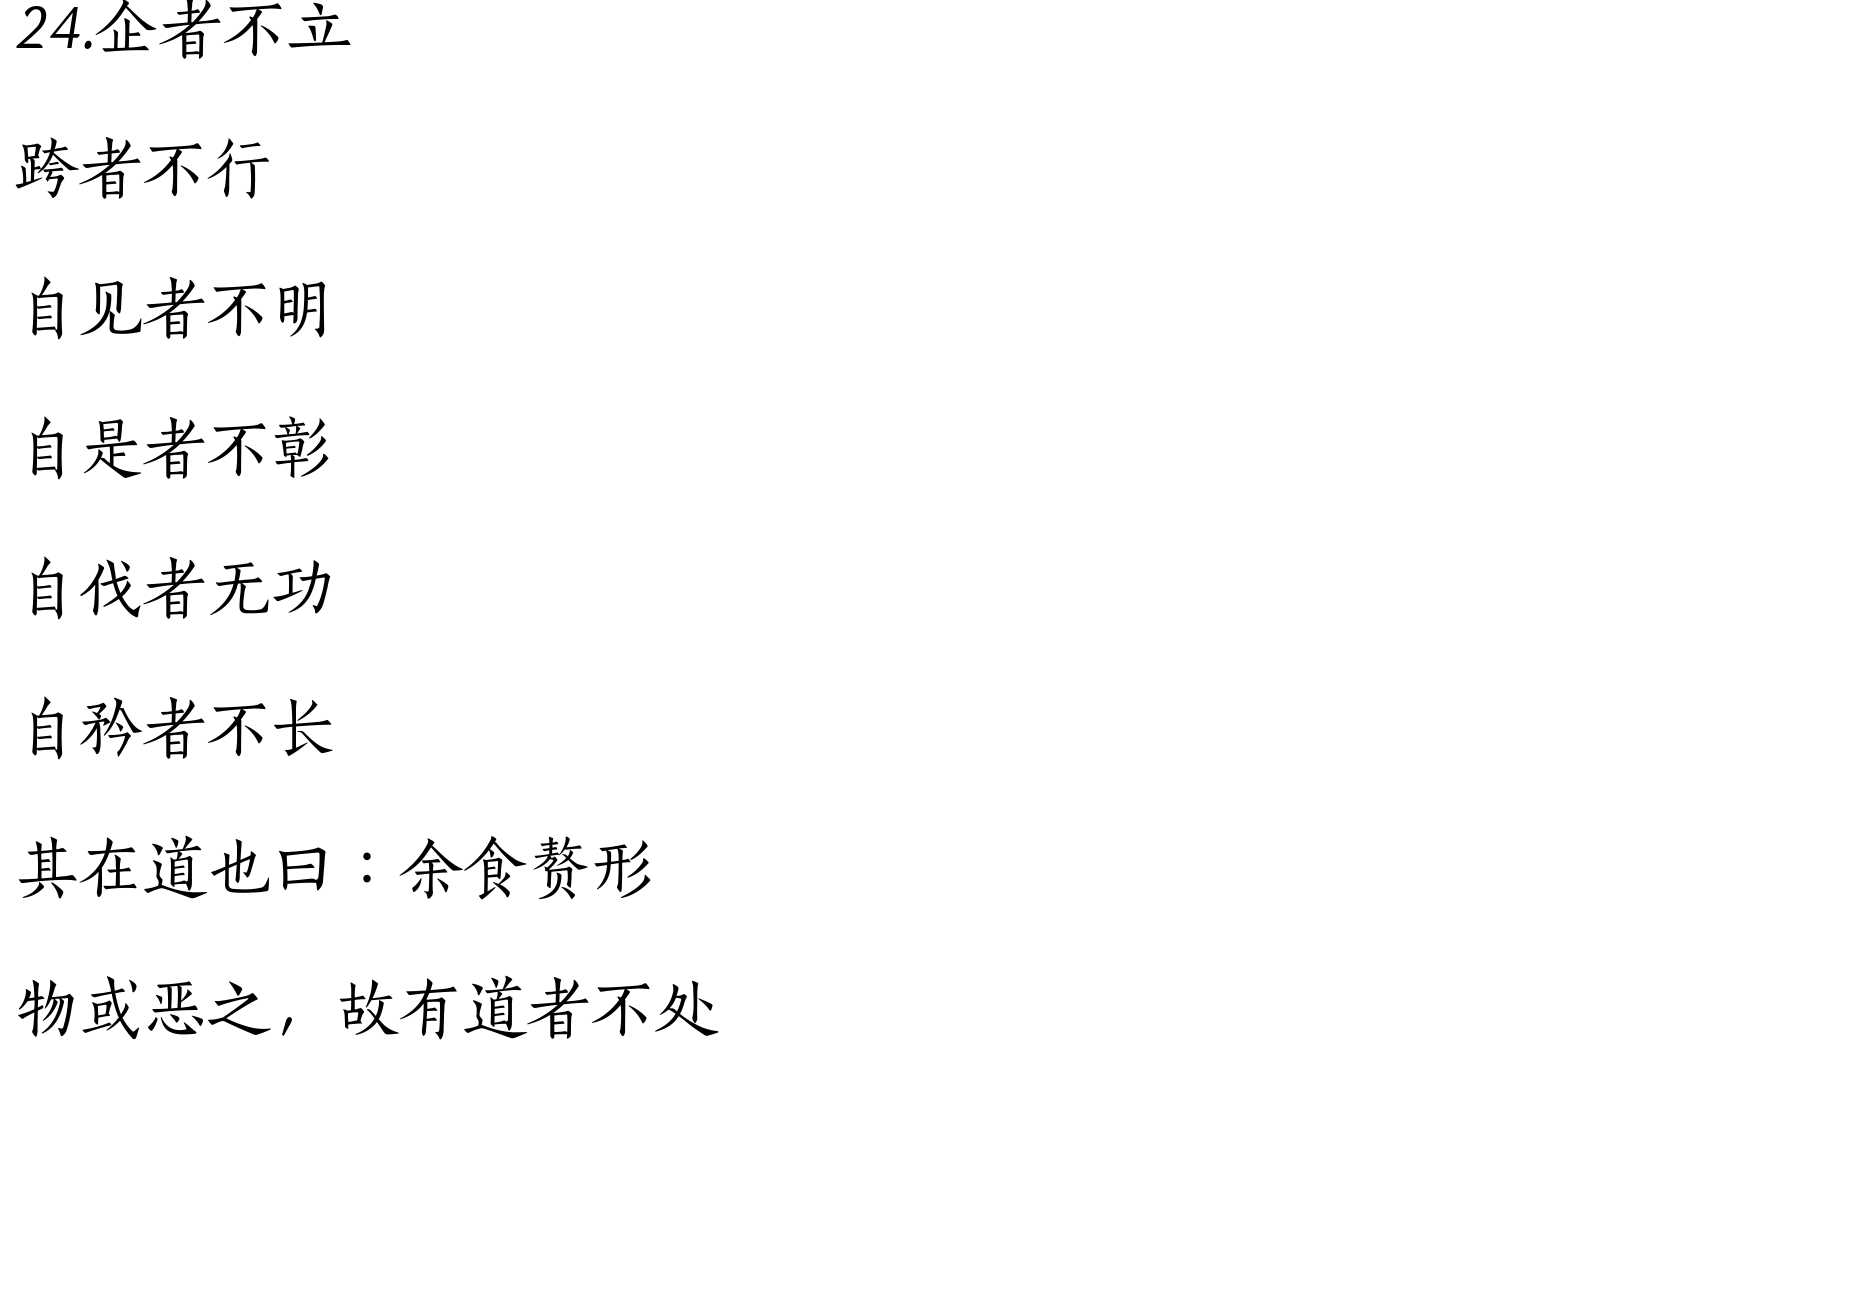 24.企者不立
跨者不行
自见者不明
自是者不彰
自伐者无功
自矜者不长
其在道也曰：余食赘形
物或恶之，故有道者不处